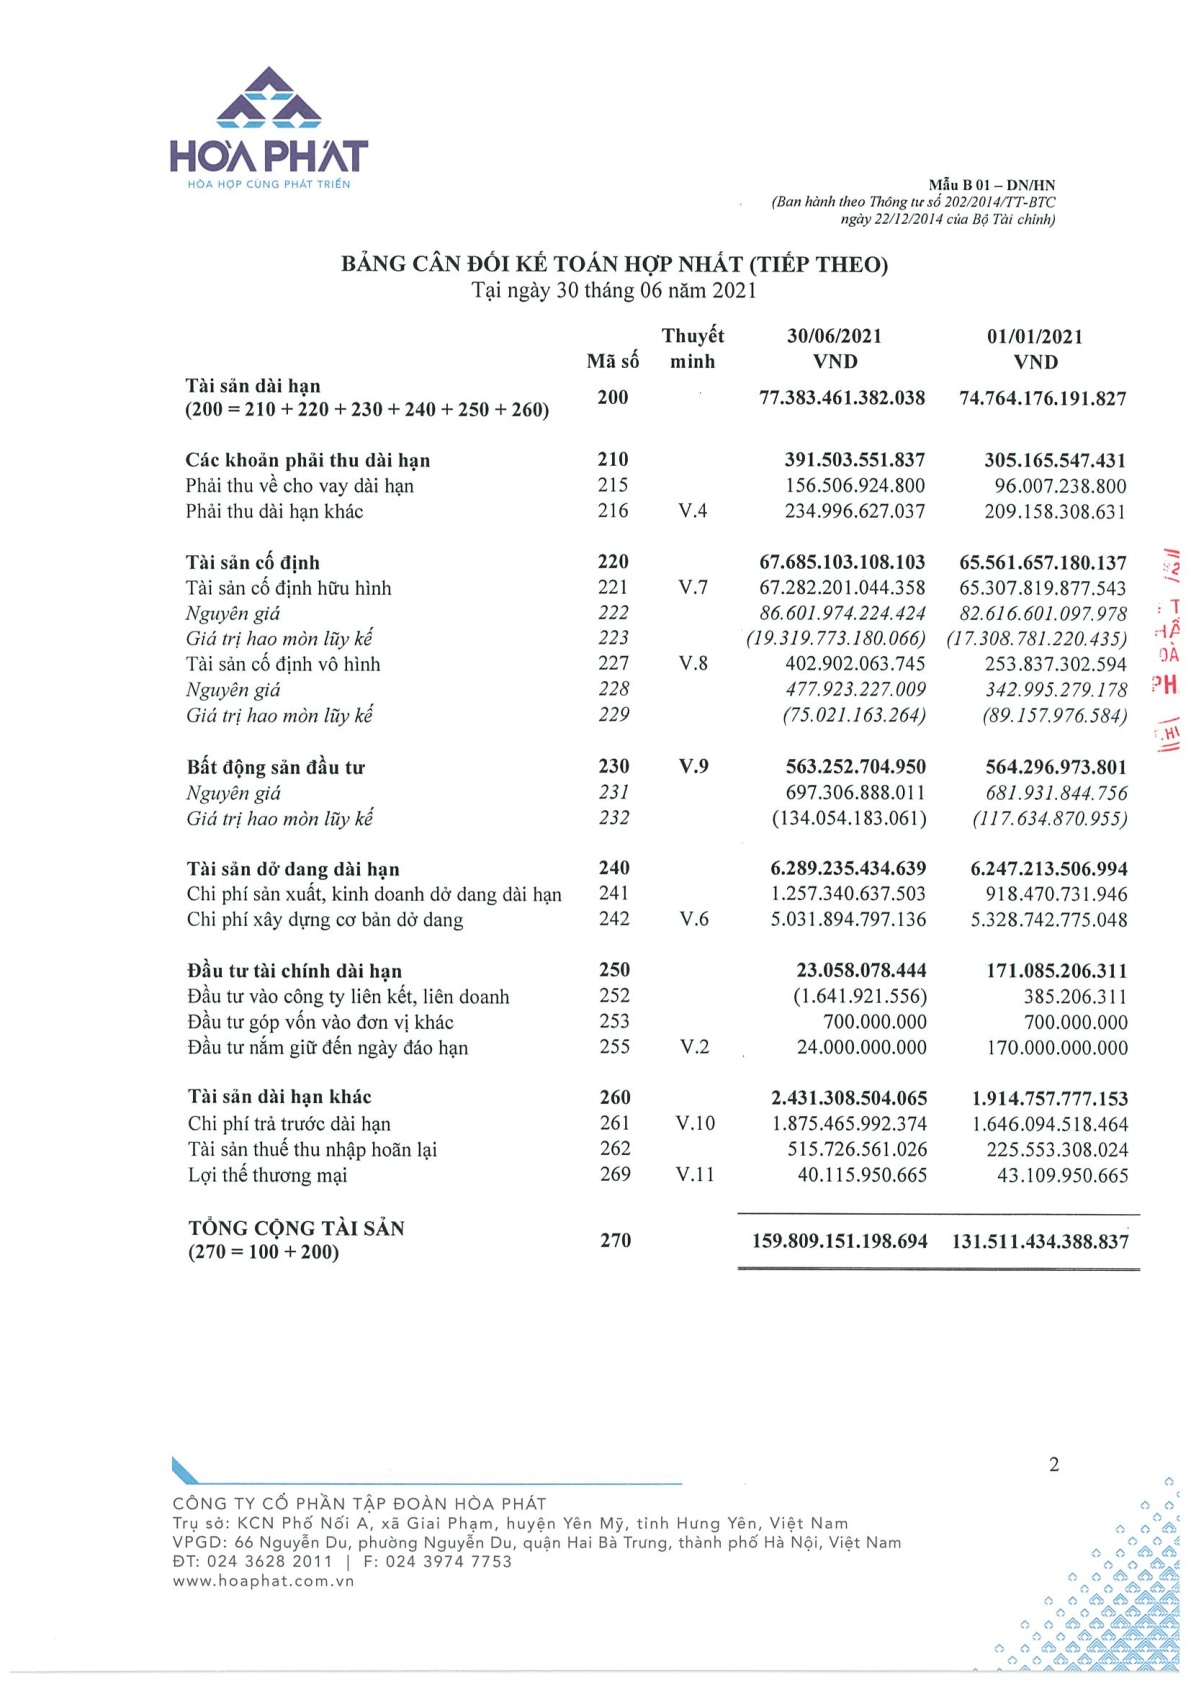 HÒA PHÁT
HÒA HỢP CÙNG PHÁT TRIỂN
Mẫu B 01 – DN/HN
(Ban hành theo Thông tư số 202/2014/TT-BTC
ngày 22/12/2014 của Bộ Tài chính)
BẢNG CÂN ĐỐI KẾ TOÁN HỢP NHẤT (TIẾP THEO)
Tại ngày 30 tháng 06 năm 2021
Mã số Thuyết minh 30/06/2021 VND 01/01/2021 VND
Tài sản dài hạn
(200 = 210 + 220 + 230 + 240 + 250 + 260) 200 77.383.461.382.038 74.764.176.191.827
Các khoản phải thu dài hạn 210 391.503.551.837 305.165.547.431
Phải thu về cho vay dài hạn 215 156.506.924.800 96.007.238.800
Phải thu dài hạn khác 216 V.4 234.996.627.037 209.158.308.631
Tài sản cố định 220 67.685.103.108.103 65.561.657.180.137
Tài sản cố định hữu hình 221 V.7 67.282.201.044.358 65.307.819.877.543
Nguyên giá 222 86.601.974.224.424 82.616.601.097.978
Giá trị hao mòn lũy kế 223 (19.319.773.180.066) (17.308.781.220.435)
Tài sản cố định vô hình 227 V.8 402.902.063.745 253.837.302.594
Nguyên giá 228 477.923.227.009 342.995.279.178
Giá trị hao mòn lũy kế 229 (75.021.163.264) (89.157.976.584)
Bất động sản đầu tư 230 V.9 563.252.704.950 564.296.973.801
Nguyên giá 231 697.306.888.011 681.931.844.756
Giá trị hao mòn lũy kế 232 (134.054.183.061) (117.634.870.955)
Tài sản dở dang dài hạn 240 6.289.235.434.639 6.247.213.506.994
Chi phí sản xuất, kinh doanh dở dang dài hạn 241 1.257.340.637.503 918.470.731.946
Chi phí xây dựng cơ bản dở dang 242 V.6 5.031.894.797.136 5.328.742.775.048
Đầu tư tài chính dài hạn 250 23.058.078.444 171.085.206.311
Đầu tư vào công ty liên kết, liên doanh 252 (1.641.921.556) 385.206.311
Đầu tư góp vốn vào đơn vị khác 253 700.000.000 700.000.000
Đầu tư nắm giữ đến ngày đáo hạn 255 V.2 24.000.000.000 170.000.000.000
Tài sản dài hạn khác 260 2.431.308.504.065 1.914.757.777.153
Chi phí trả trước dài hạn 261 V.10 1.875.465.992.374 1.646.094.518.464
Tài sản thuế thu nhập hoãn lại 262 515.726.561.026 225.553.308.024
Lợi thế thương mại 269 V.11 40.115.950.665 43.109.950.665
TỔNG CỘNG TÀI SẢN
(270 = 100 + 200) 270 159.809.151.198.694 131.511.434.388.837
2
CÔNG TY CỔ PHẦN TẬP ĐOÀN HÒA PHÁT
Trụ sở: KCN Phố Nối A, xã Giai Phạm, huyện Yên Mỹ, tỉnh Hưng Yên, Việt Nam
VPGD: 66 Nguyễn Du, phường Nguyễn Du, quận Hai Bà Trưng, thành phố Hà Nội, Việt Nam
ĐT: 024 3628 2011 | F: 024 3974 7753
www.hoaphat.com.vn